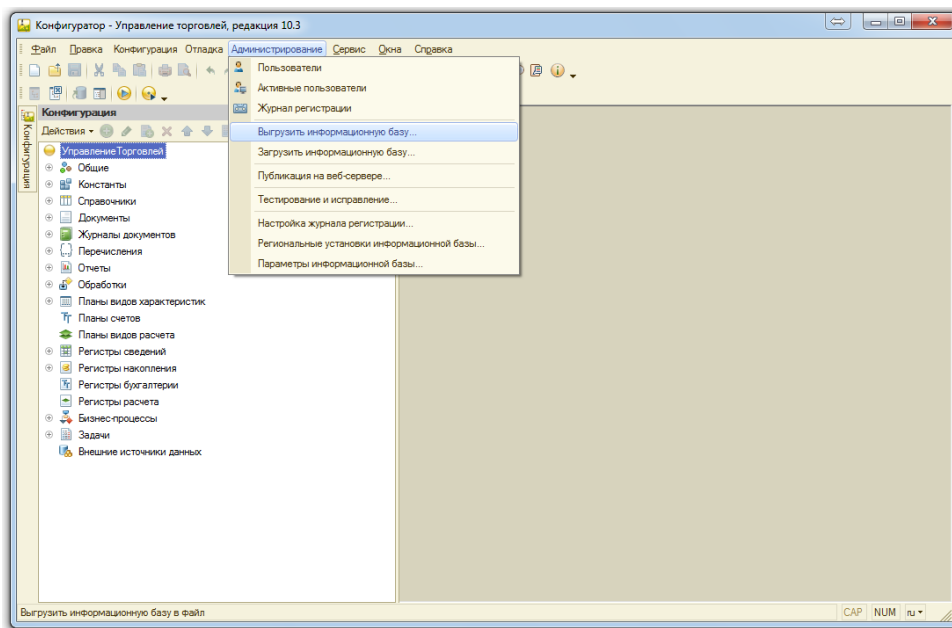 Конфигуратор - Управление торговлей, редакция 10.3
Файл Правка Конфигурация Отладка Администрирование Сервис Окна Справка
Пользователи
Активные пользователи
Журнал регистрации
Выгрузить информационную базу...
Загрузить информационную базу...
Публикация на веб-сервере...
Тестирование и исправление...
Настройка журнала регистрации...
Региональные установки информационной базы...
Параметры информационной базы...
Конфигурация
Конфигурация
Действия
УправлениеТорговлей
Общие
Константы
Справочники
Документы
Журналы документов
Перечисления
Отчеты
Обработки
Планы видов характеристик
Планы счетов
Планы видов расчета
Регистры сведений
Регистры накопления
Регистры бухгалтерии
Регистры расчета
Бизнес-процессы
Задачи
Внешние источники данных
Выгрузить информационную базу в файл
CAP NUM ru